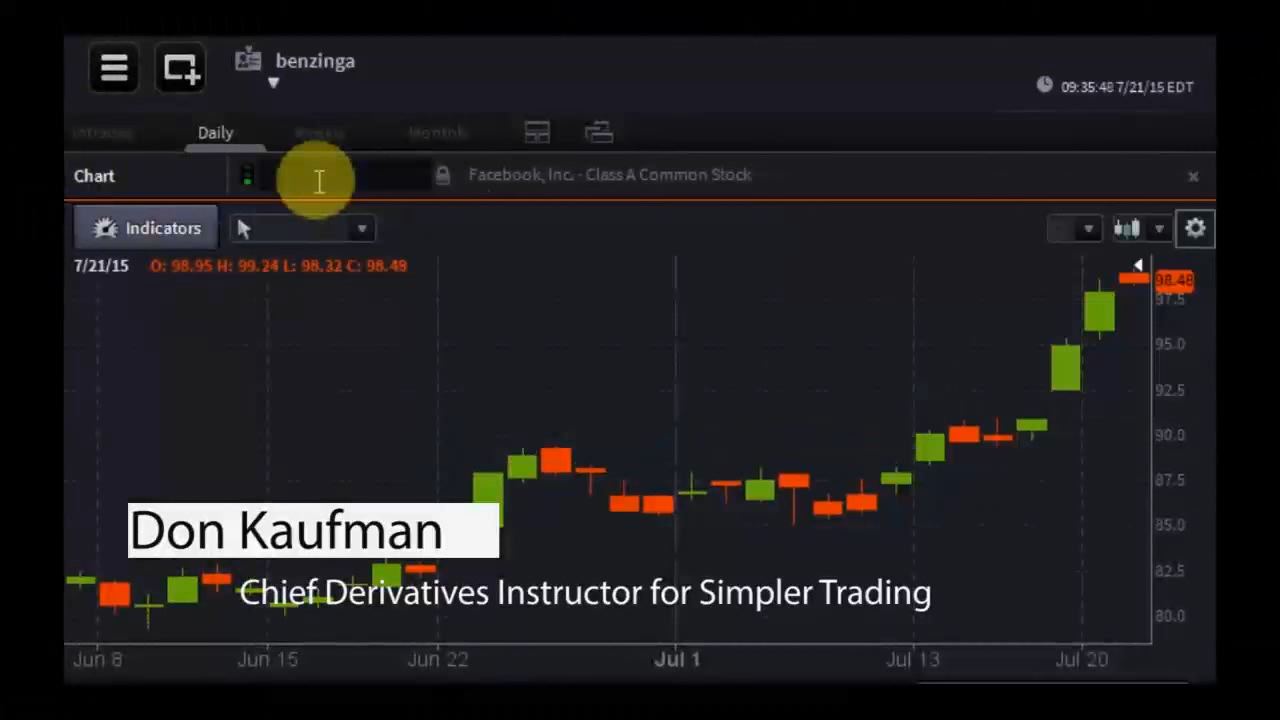 benzinga
09:35:48 7/21/15 EDT
Daily
Monthly
Chart
Facebook, Inc. - Class A Common Stock
Indicators
7/21/15 O: 98.95 H: 99.24 L: 98.32 C: 98.48
98.48
97.5
95.0
92.5
90.0
87.5
85.0
82.5
80.0
Don Kaufman
Chief Derivatives Instructor for Simpler Trading
Jun 8 Jun 15 Jun 22 Jul 1 Jul 13 Jul 20